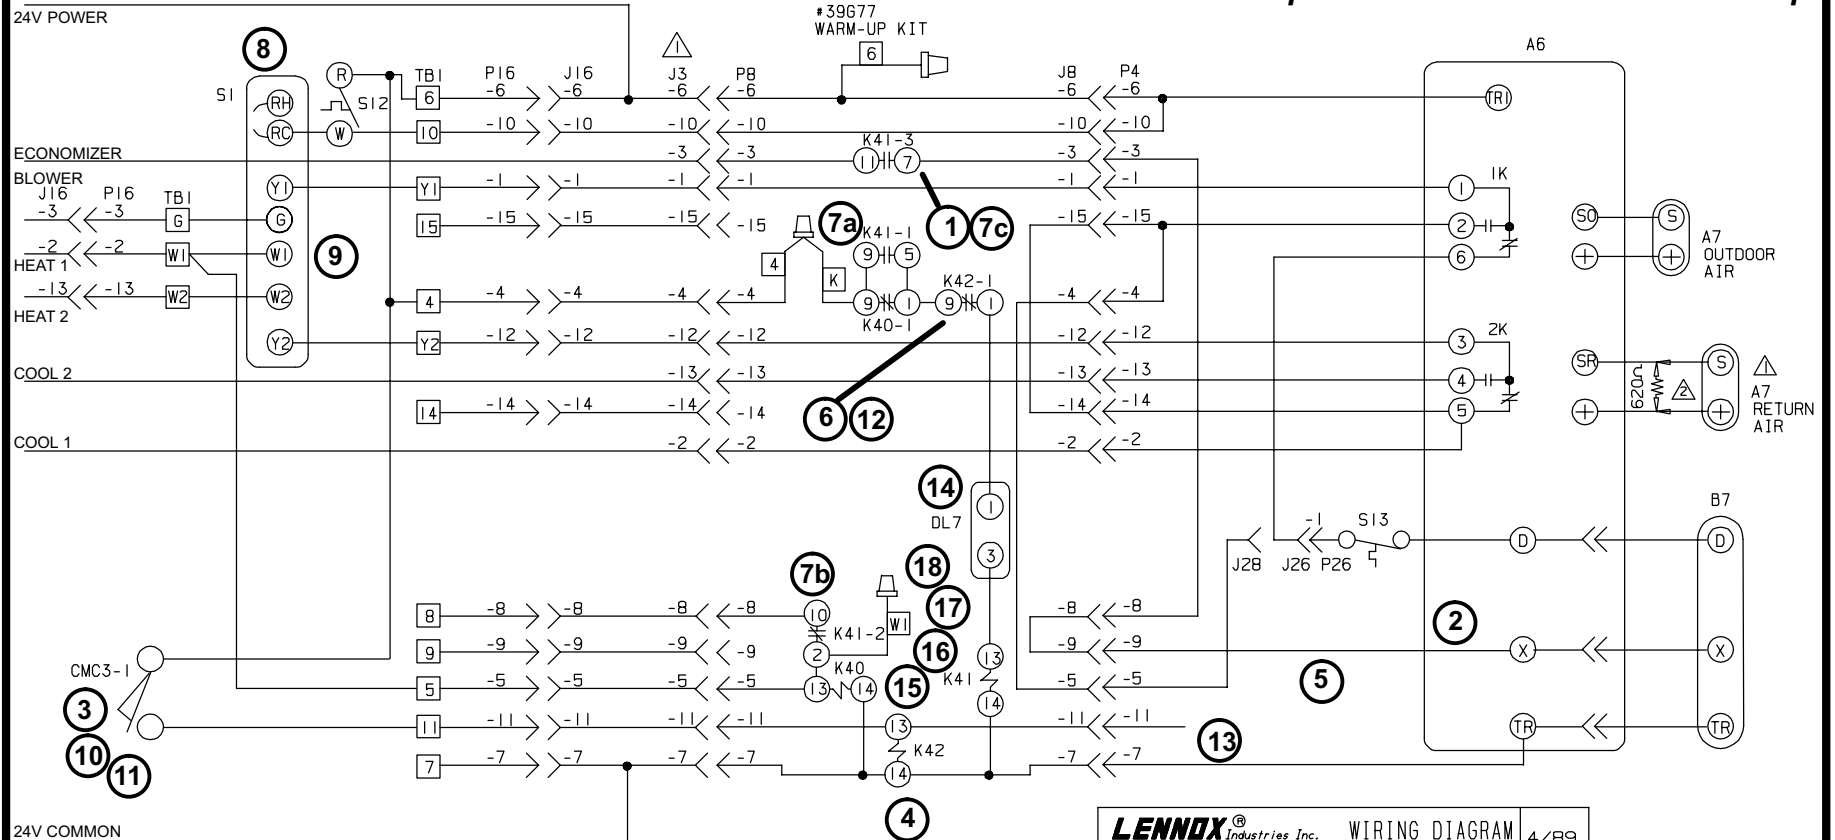 24V POWER
#39G77
WARM-UP KIT
6
8
1
A6
S1
R
TB1 P16 J16 J3 P8 J8 P4
RH
S12
6 -6 -6 -6 -6 -6 -6
TR1
RC W 10 -10 -10 -10 -10 -10 -10
K41-3
ECONOMIZER
-3 -3 11 7 -3 -3
BLOWER
1K
J16 P16 TB1
Y1 Y1 -1 -1 -1 -1 -1 -1 1
-3 -3 G G
15 -15 -15 -15 -15 7a 1 7c -15 -15 2 SO S
K41-1
9 5
A7
OUTDOOR
AIR
-2 -2 W1 W1 9
HEAT 1
4 K
6 + +
K42-1
-13 -13 W2 W2
4 -4 -4 -4 -4 9 1 9 1 -4 -4
HEAT 2
K40-1
2K
Y2 Y2 -12 -12 -12 -12 -12 -12 3
COOL 2
-13 -13 -13 -13 4
SR S 1
620Ω 2
A7
RETURN
AIR
14 -14 -14 -14 -14 6 12 -14 -14 5 + +
COOL 1
-2 -2 -2 -2
14
1
DL7
3
B7
J28 J26 -1 P26 S13 D D
7b
18
8 -8 -8 -8 -8 10 17 -8 -8
K41-2 W1
2
9 -9 -9 -9 -9 2 16 13 -9 -9 X X
CMC3-1
K40
K41
5
5 -5 -5 -5 -5 13 14 15 14 -5 -5
3
11 -11 -11 -11 -11 13 -11 -11 TR TR
K42
13
10
11
7 -7 -7 -7 -7 14 -7 -7
4
24V COMMON
LENNOX® Industries Inc. WIRING DIAGRAM 4/89